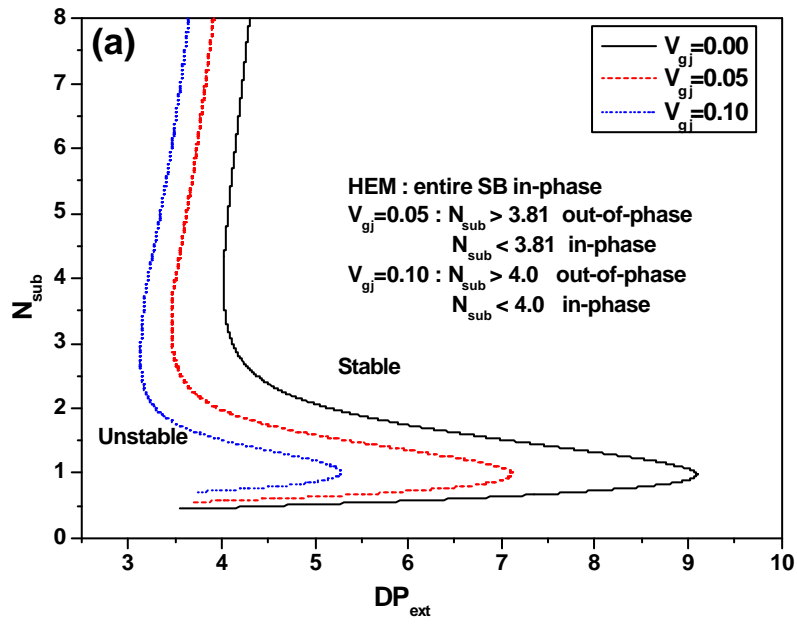 (a)
V_gj=0.00
V_gj=0.05
V_gj=0.10
HEM : entire SB in-phase
V_gj=0.05 : N_sub > 3.81 out-of-phase
N_sub < 3.81 in-phase
V_gj=0.10 : N_sub > 4.0 out-of-phase
N_sub < 4.0 in-phase
Stable
Unstable
N_sub
8
7
6
5
4
3
2
1
0
3 4 5 6 7 8 9 10
DP_ext